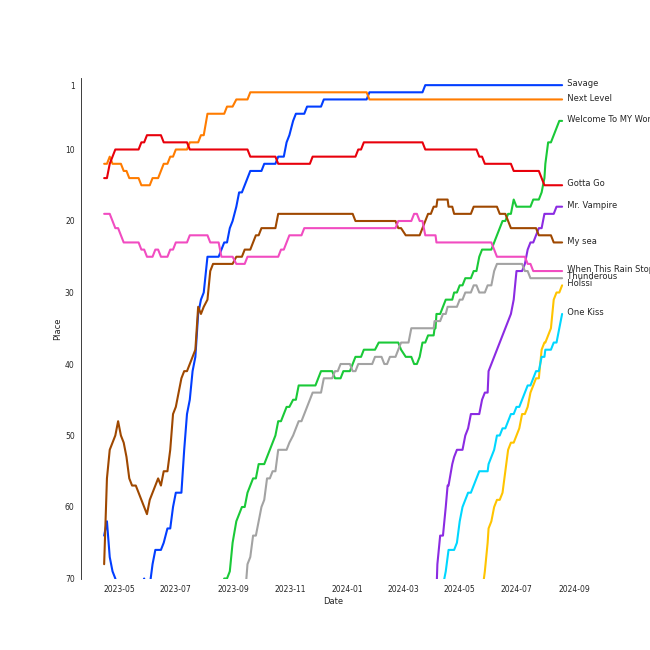 1
10
20
30
40
50
60
70
Place
2023-05
2023-07
2023-09
2023-11
2024-01
2024-03
2024-05
2024-07
2024-09
Date
Savage
Next Level
Welcome To MY Wor
Gotta Go
Mr. Vampire
My sea
When This Rain Stop
Thunderous
Holssi
One Kiss